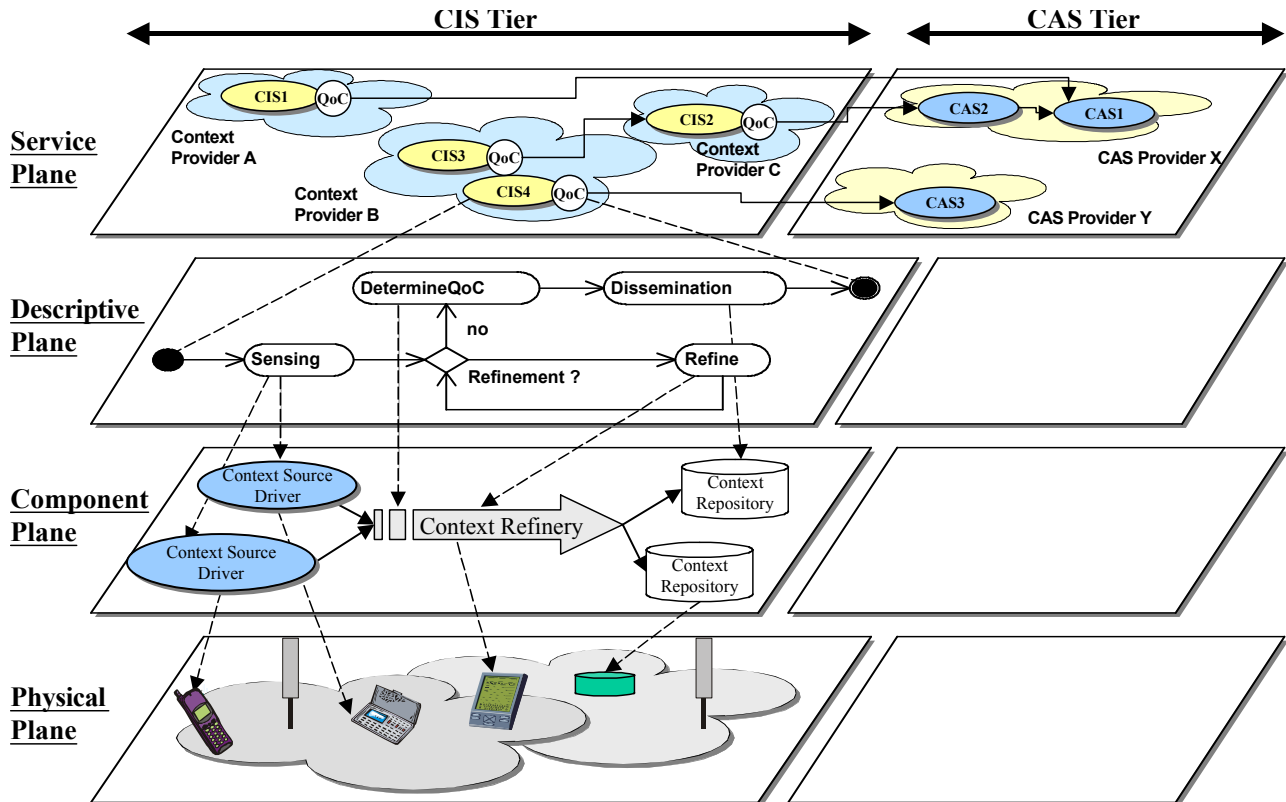 CIS Tier
CAS Tier
Service
Plane
CIS1
QoC
Context
Provider A
CIS2
QoC
Context
Provider C
CIS3
QoC
CIS4
QoC
Context
Provider B
CAS2
CAS1
CAS Provider X
CAS3
CAS Provider Y
Descriptive
Plane
DetermineQoC
Dissemination
no
Sensing
Refinement ?
Refine
Component
Plane
Context Source
Driver
Context Source
Driver
Context Refinery
Context
Repository
Context
Repository
Physical
Plane